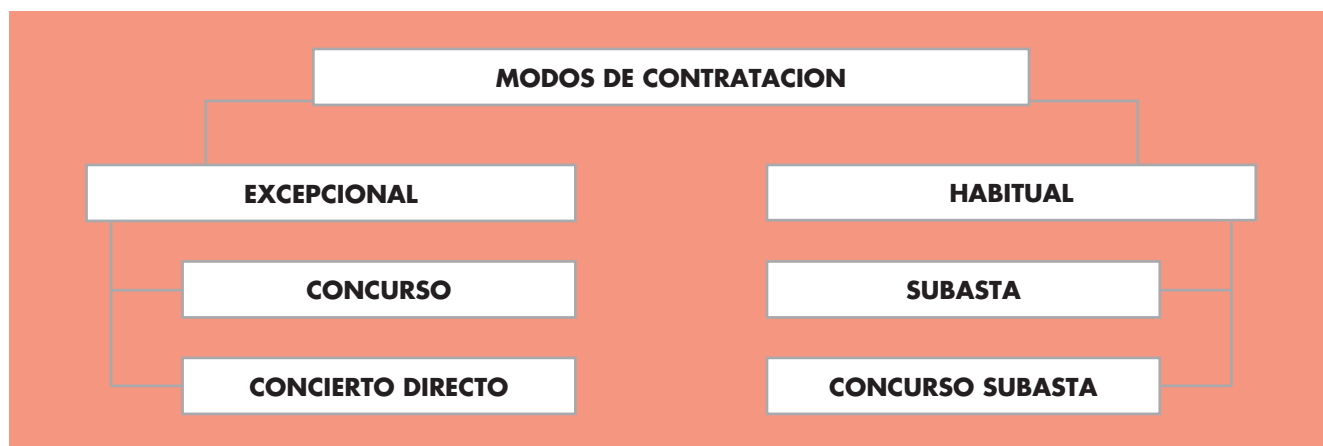 MODOS DE CONTRATACION
EXCEPCIONAL
HABITUAL
CONCURSO
SUBASTA
CONCIERTO DIRECTO
CONCURSO SUBASTA